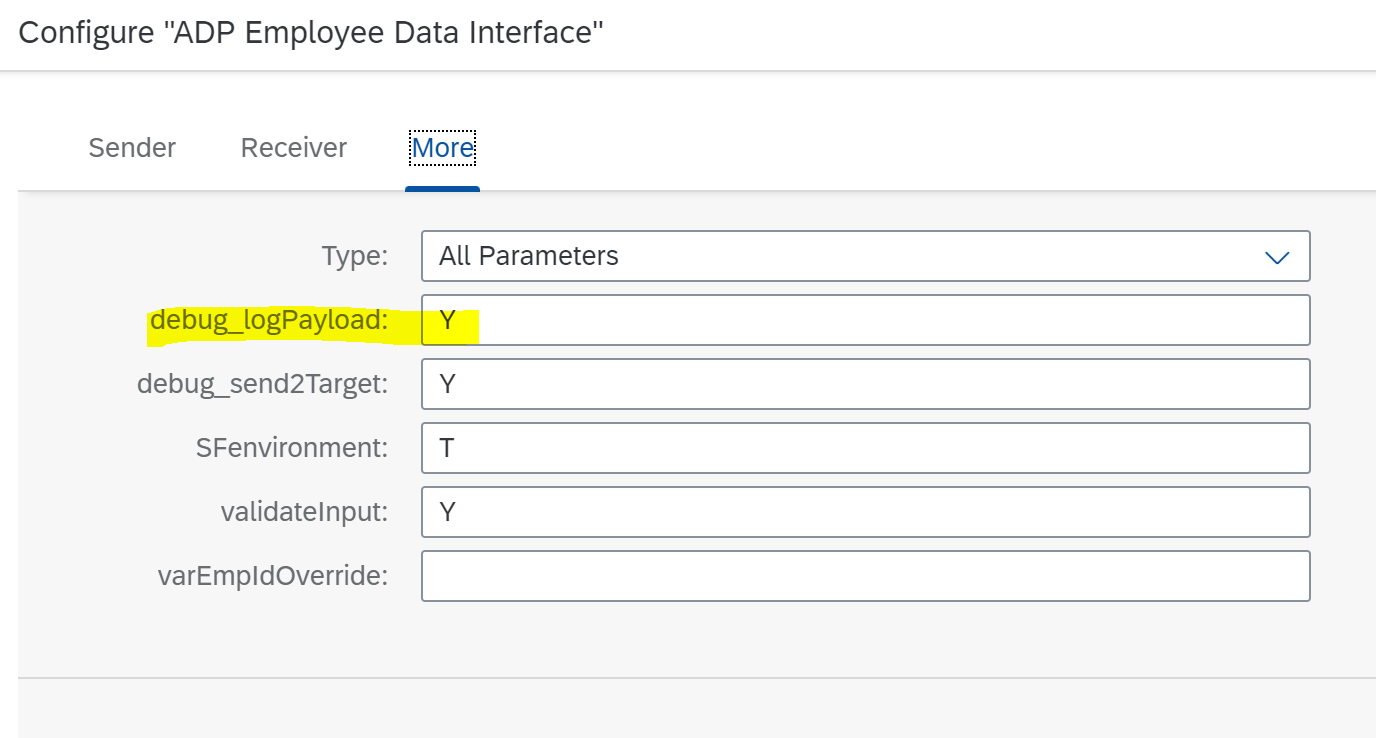 Configure "ADP Employee Data Interface"
Sender Receiver More
Type: All Parameters
debug_logPayload: Y
debug_send2Target: Y
SFenvironment: T
validateInput: Y
varEmpIdOverride: